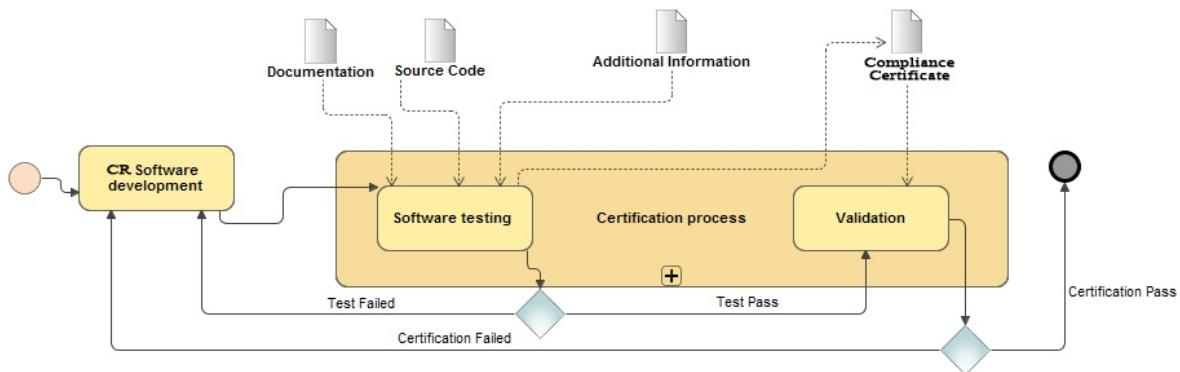 Documentation
Source Code
Additional Information
Compliance
Certificate
CR Software
development
Software testing
Certification process
Validation
Test Failed
Test Pass
Certification Pass
Certification Failed